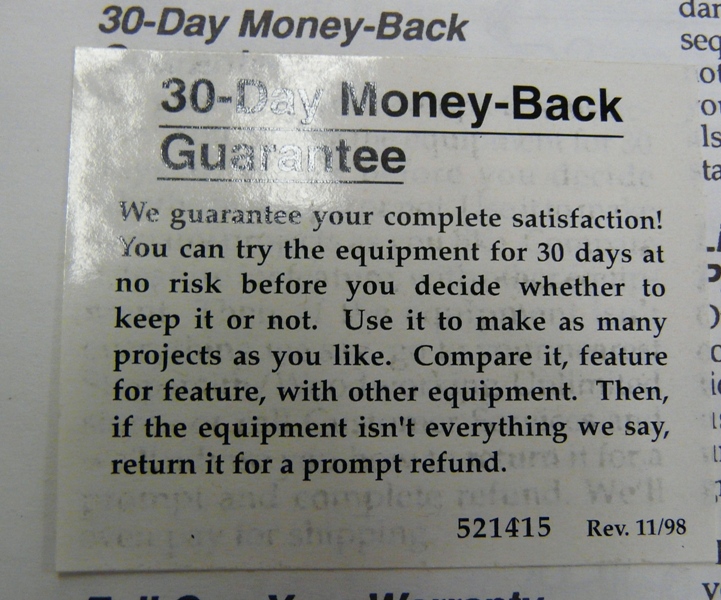 30-Day Money-Back
30-Day Money-Back
Guarantee
We guarantee your complete satisfaction!
You can try the equipment for 30 days at
no risk before you decide whether to
keep it or not. Use it to make as many
projects as you like. Compare it, feature
for feature, with other equipment. Then,
if the equipment isn't everything we say,
return it for a prompt refund.
521415 Rev. 11/98